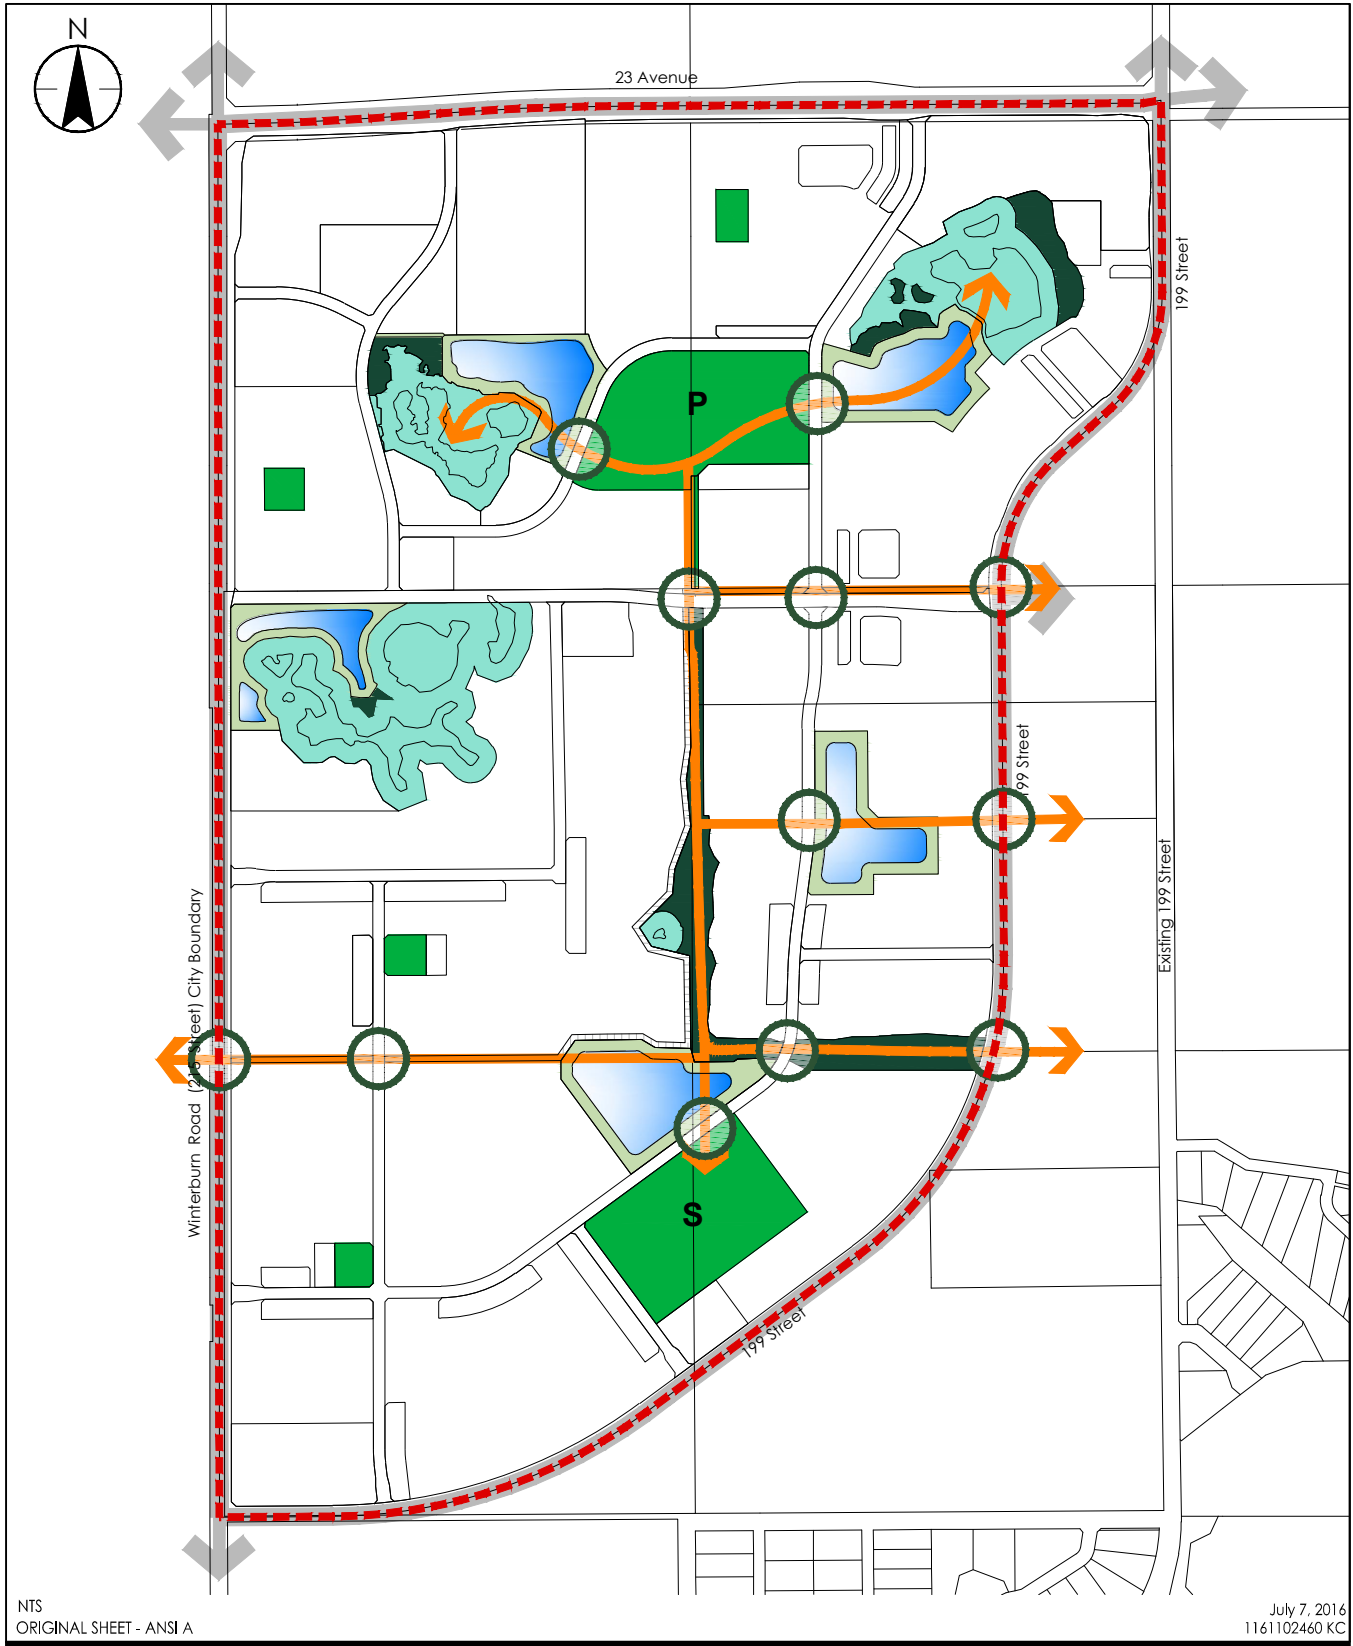 N
23 Avenue
199 Street
P
199 Street
Existing 199 Street
Winterburn Road (215 Street) City Boundary
S
199 Street
NTS
ORIGINAL SHEET - ANSI A
July 7, 2016
1161102460 KC